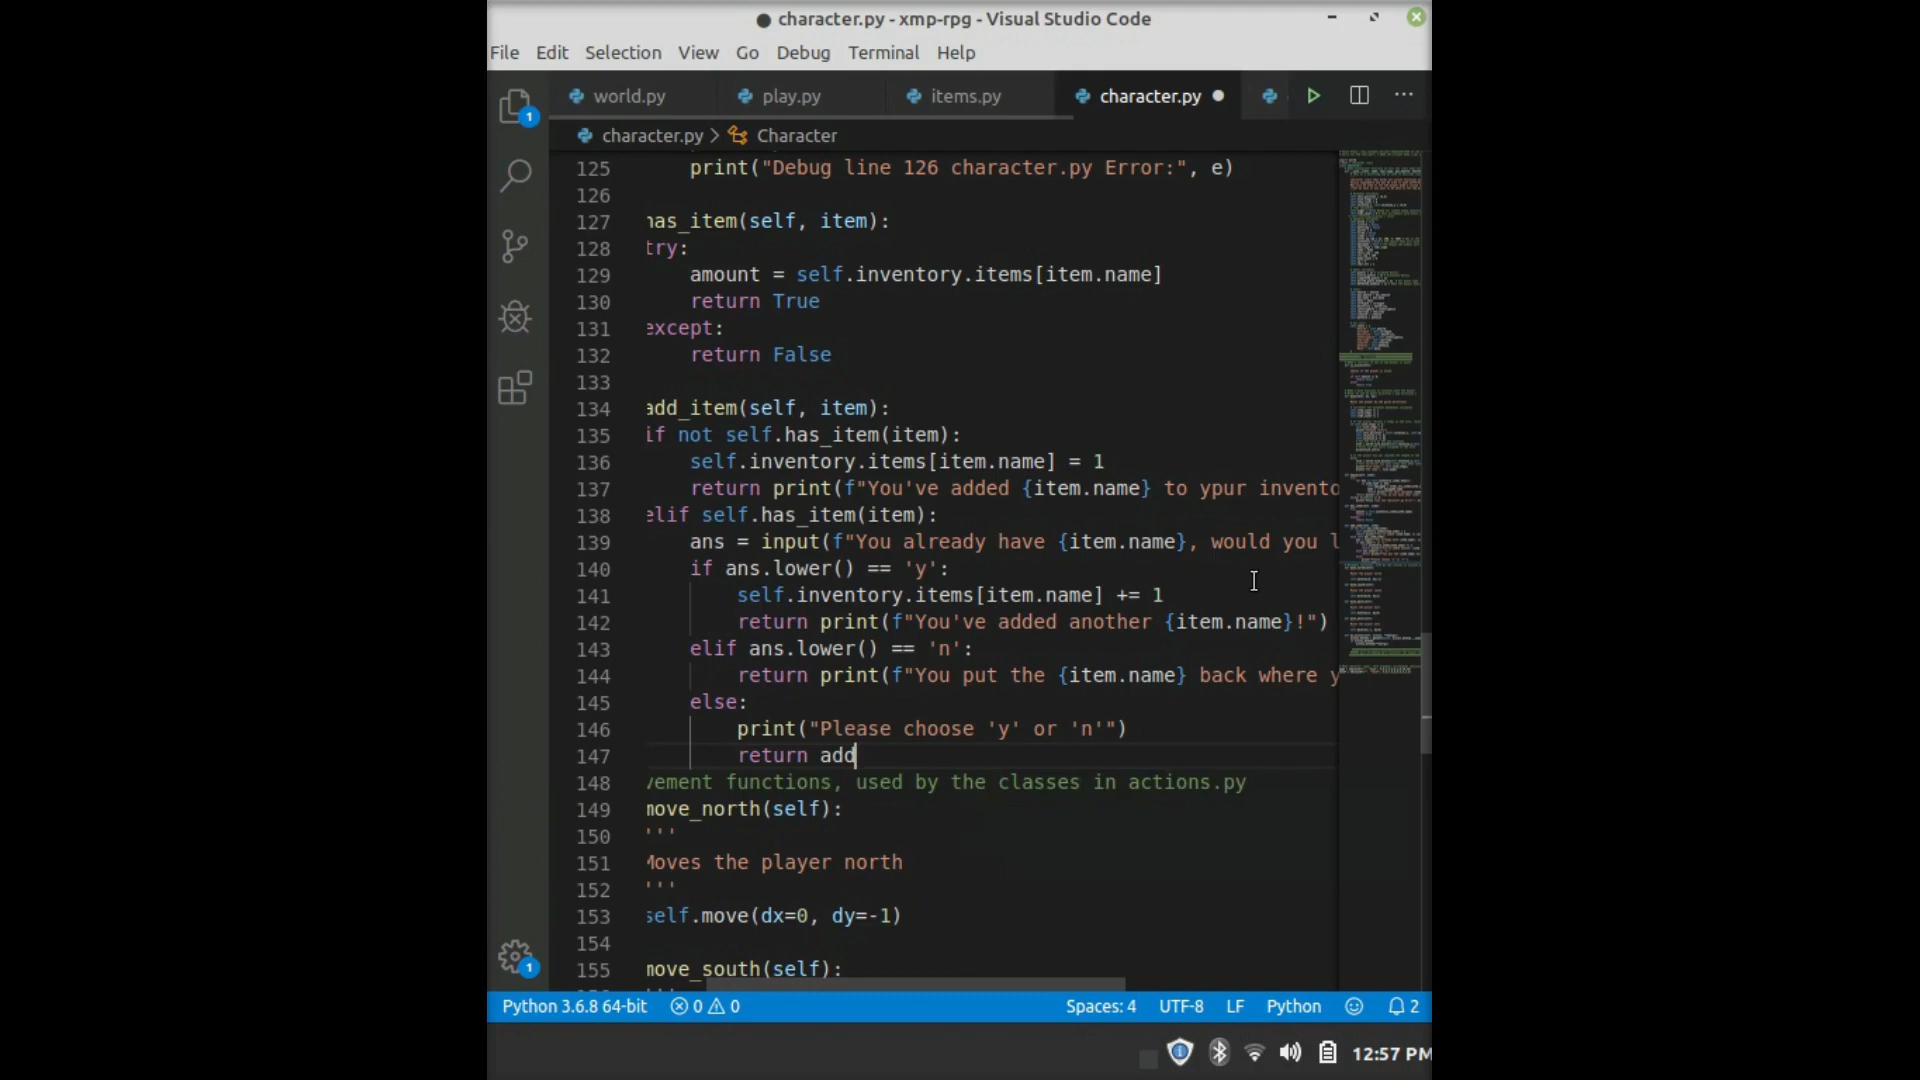 character.py - xmp-rpg - Visual Studio Code
File Edit Selection View Go Debug Terminal Help
world.py play.py items.py character.py
1
character.py > Character
125 print("Debug line 126 character.py Error:", e)
126
127 has_item(self, item):
128 try:
129 amount = self.inventory.items[item.name]
130 return True
131 except:
132 return False
133
134 add_item(self, item):
135 if not self.has_item(item):
136 self.inventory.items[item.name] = 1
137 return print(f"You've added {item.name} to ypur invento
138 elif self.has_item(item):
139 ans = input(f"You already have {item.name}, would you l
140 if ans.lower() == 'y':
141 self.inventory.items[item.name] += 1
142 return print(f"You've added another {item.name}!")
143 elif ans.lower() == 'n':
144 return print(f"You put the {item.name} back where y
145 else:
146 print("Please choose 'y' or 'n'")
147 return add
148 vement functions, used by the classes in actions.py
149 move_north(self):
150 '''
151 Moves the player north
152 '''
153 self.move(dx=0, dy=-1)
154
155 move_south(self):
1
Python 3.6.8 64-bit 0 0 Spaces: 4 UTF-8 LF Python 2
12:57 PM